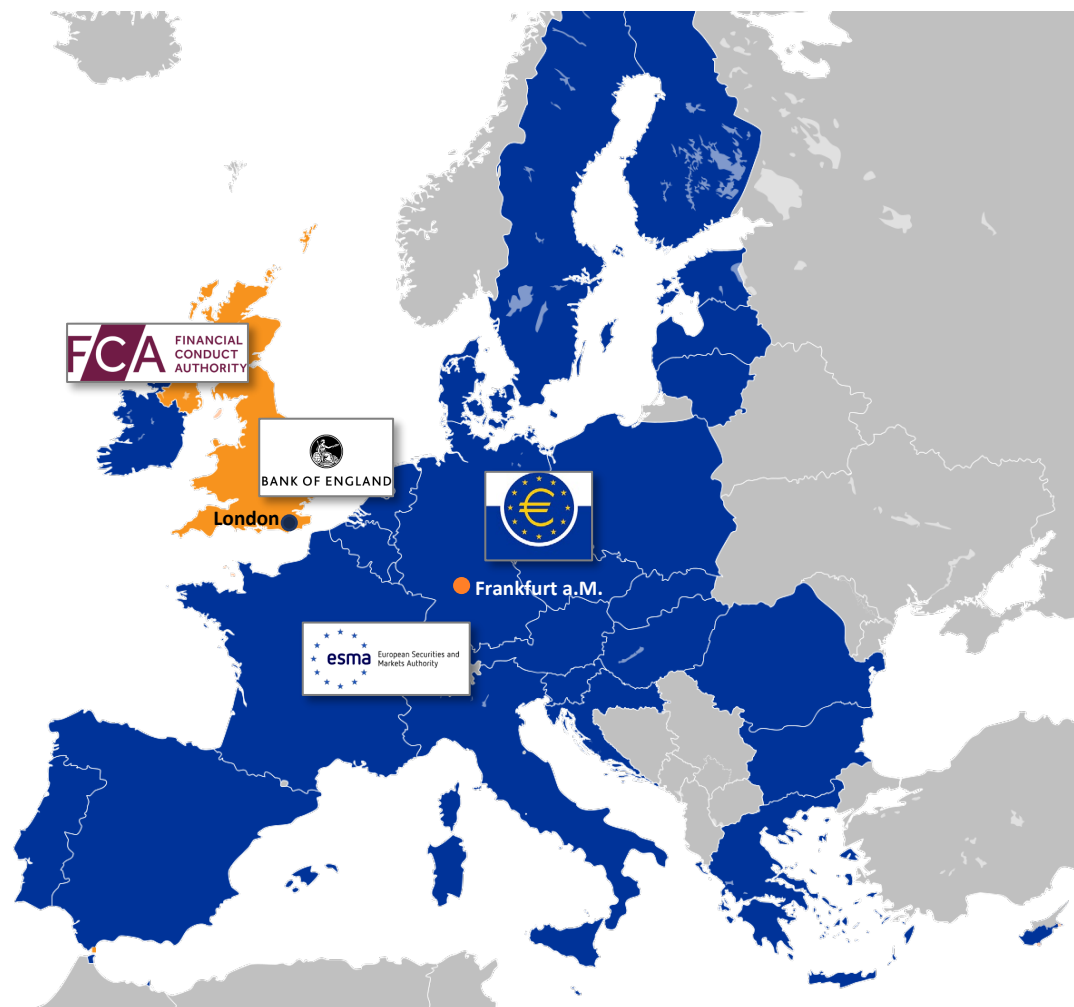 FCA FINANCIAL
CONDUCT
AUTHORITY
BANK OF ENGLAND
London
€
Frankfurt a.M.
esma European Securities and
Markets Authority